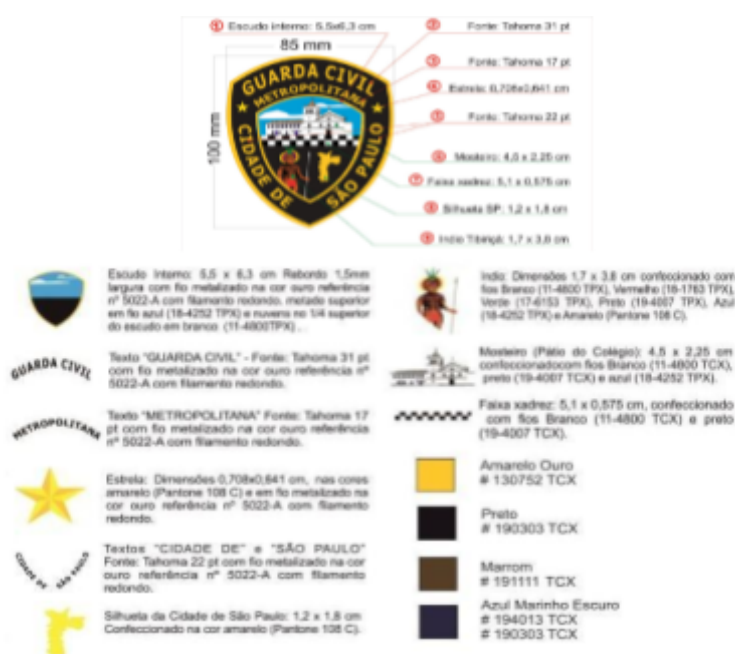 ① Escudo interno: 5,5x6,3 cm
85 mm
100 mm
GUARDA CIVIL
METROPOLITANA
CIDADE DE
SÃO PAULO
Fonte: Tahoma 31 pt
Fonte: Tahoma 17 pt
Estrela: 0,708x0,641 cm
Fonte: Tahoma 22 pt
Mosteiro: 4,5 x 2,25 cm
Faixa xadrez: 5,1 x 0,575 cm
Silhueta SP: 1,2 x 1,8 cm
Indio Tibiriçá: 1,7 x 3,8 cm
Escudo Interno: 5,5 x 6,3 cm Rebordo 1,5mm
largura com fio metalizado na cor ouro referência
nº 5022-A com filamento redondo, metade superior
em fio azul (18-4252 TPX) e nuvens no 1/4 superior
do escudo em branco (11-4800TPX) .
GUARDA CIVIL
Texto "GUARDA CIVIL" - Fonte: Tahoma 31 pt
com fio metalizado na cor ouro referência nº
5022-A com filamento redondo.
METROPOLITANA
Texto "METROPOLITANA" Fonte: Tahoma 17
pt com fio metalizado na cor ouro referência
nº 5022-A com filamento redondo.
Estrela: Dimensões 0,708x0,641 cm, nas cores
amarelo (Pantone 108 C) e em fio metalizado na
cor ouro referência nº 5022-A com filamento
redondo.
CIDADE DE SÃO PAULO
Textos "CIDADE DE" e "SÃO PAULO"
Fonte: Tahoma 22 pt com fio metalizado na cor
ouro referência nº 5022-A com filamento
redondo.
Silhueta da Cidade de São Paulo: 1,2 x 1,8 cm
Confeccionado na cor amarelo (Pantone 108 C).
Indio: Dimensões 1,7 x 3,8 cm confeccionado com
fios Branco (11-4800 TPX), Vermelho (18-1763 TPX),
Verde (17-6153 TPX), Preto (19-4007 TPX), Azul
(18-4252 TPX) e Amarelo (Pantone 108 C).
Mosteiro (Pátio do Colégio): 4,5 x 2,25 cm
confeccionadocom fios Branco (11-4800 TCX),
preto (19-4007 TCX) e azul (18-4252 TPX).
Faixa xadrez: 5,1 x 0,575 cm, confeccionado
com fios Branco (11-4800 TCX) e preto
(19-4007 TCX).
Amarelo Ouro
# 130752 TCX
Preto
# 190303 TCX
Marrom
# 191111 TCX
Azul Marinho Escuro
# 194013 TCX
# 190303 TCX